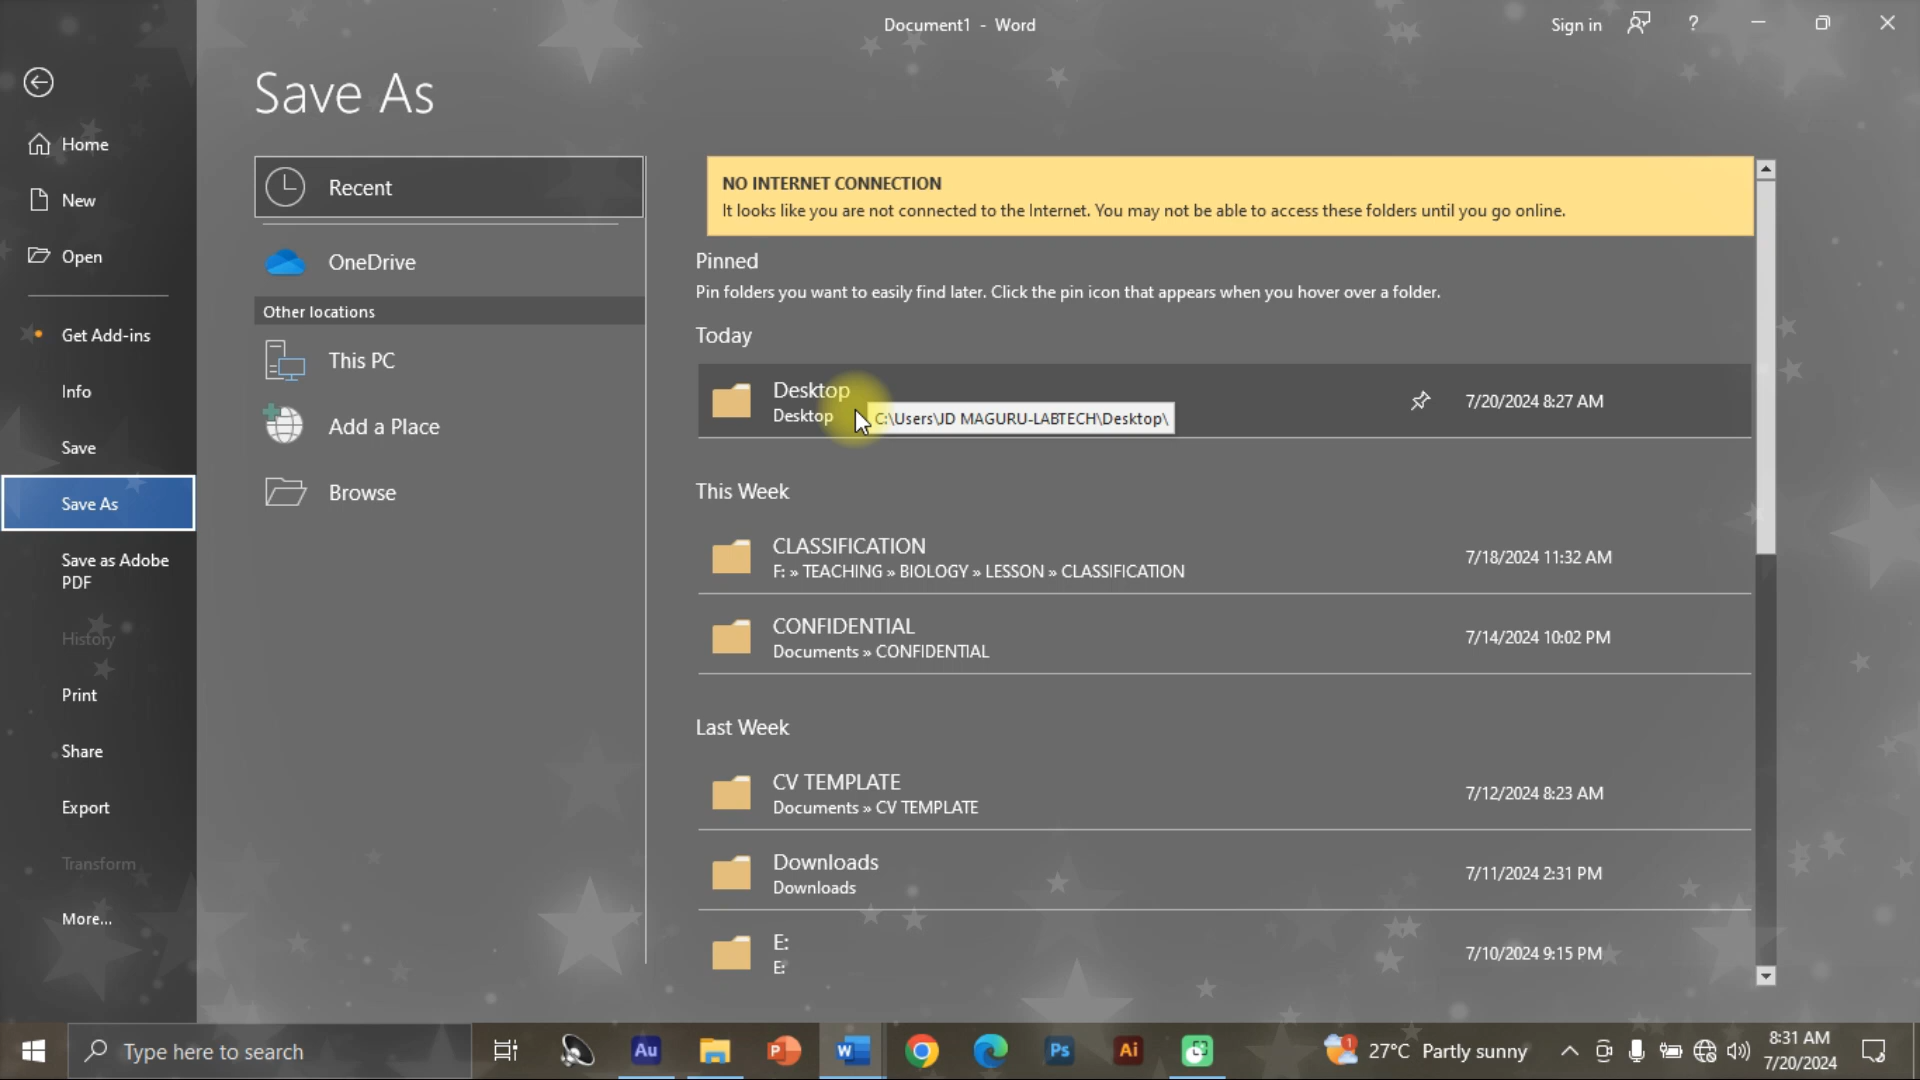 Document1 - Word
Sign in
?
Save As
Home
New
Open
Get Add-ins
Info
Save
Save As
Save as Adobe
PDF
History
Print
Share
Export
Transform
More...
Recent
OneDrive
Other locations
This PC
Add a Place
Browse
NO INTERNET CONNECTION
It looks like you are not connected to the Internet. You may not be able to access these folders until you go online.
Pinned
Pin folders you want to easily find later. Click the pin icon that appears when you hover over a folder.
Today
Desktop
Desktop
7/20/2024 8:27 AM
C:\Users\JD MAGURU-LABTECH\Desktop\
This Week
CLASSIFICATION
F: » TEACHING » BIOLOGY » LESSON » CLASSIFICATION
7/18/2024 11:32 AM
CONFIDENTIAL
Documents » CONFIDENTIAL
7/14/2024 10:02 PM
Last Week
CV TEMPLATE
Documents » CV TEMPLATE
7/12/2024 8:23 AM
Downloads
Downloads
7/11/2024 2:31 PM
E:
E:
7/10/2024 9:15 PM
Type here to search
Au
P
W
Ps
Ai
1
27°C Partly sunny
8:31 AM
7/20/2024